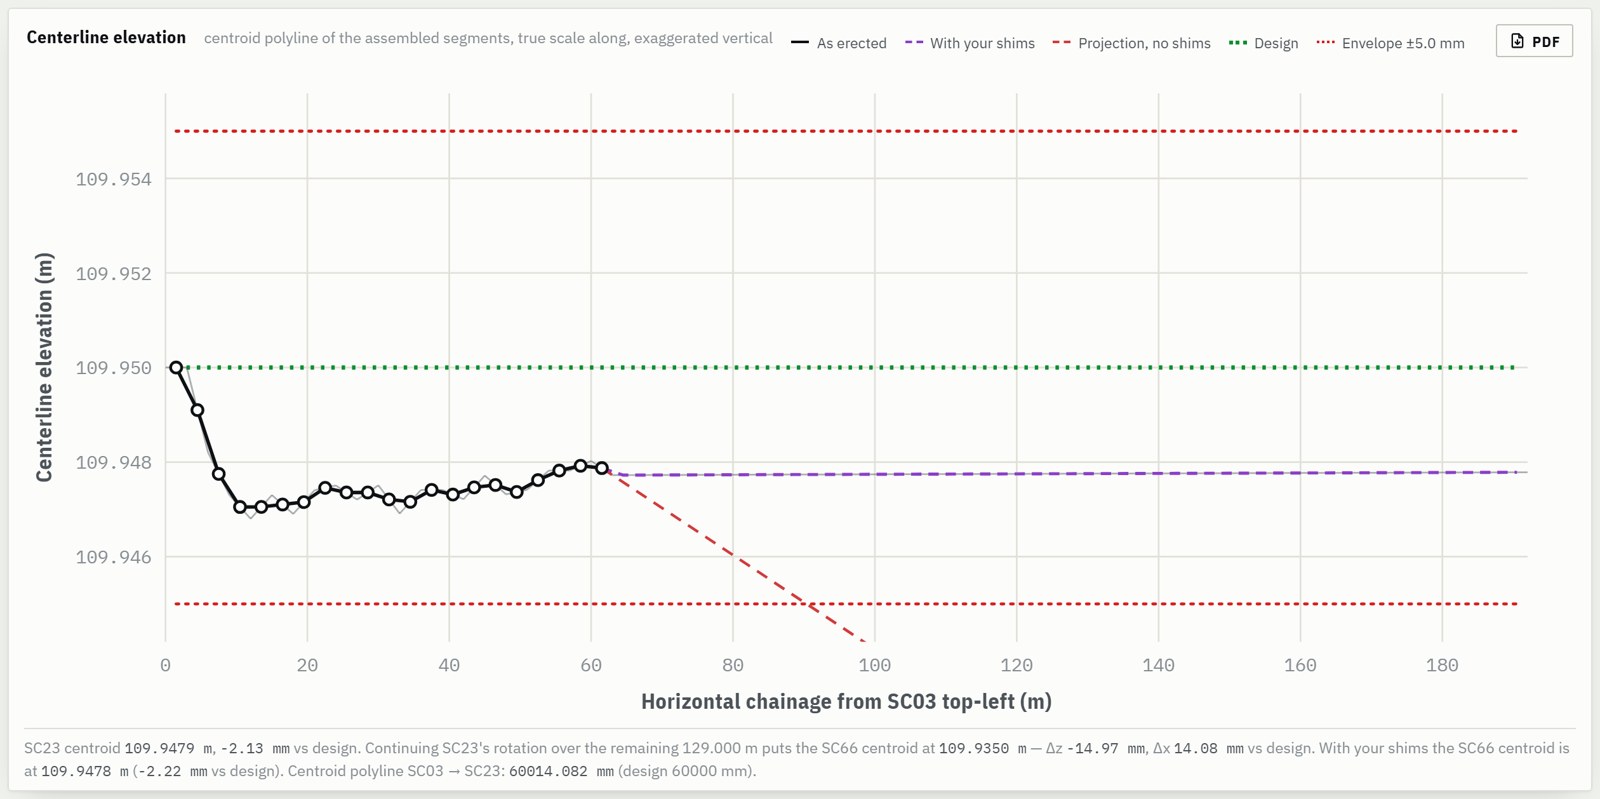 Centerline elevation centroid polyline of the assembled segments, true scale along, exaggerated vertical As erected With your shims Projection, no shims Design Envelope ±5.0 mm PDF
109.954
109.952
109.950
109.948
109.946
Centerline elevation (m)
0 20 40 60 80 100 120 140 160 180
Horizontal chainage from SC03 top-left (m)
SC23 centroid 109.9479 m, -2.13 mm vs design. Continuing SC23's rotation over the remaining 129.000 m puts the SC66 centroid at 109.9350 m — Δz -14.97 mm, Δx 14.08 mm vs design. With your shims the SC66 centroid is
at 109.9478 m (-2.22 mm vs design). Centroid polyline SC03 → SC23: 60014.082 mm (design 60000 mm).